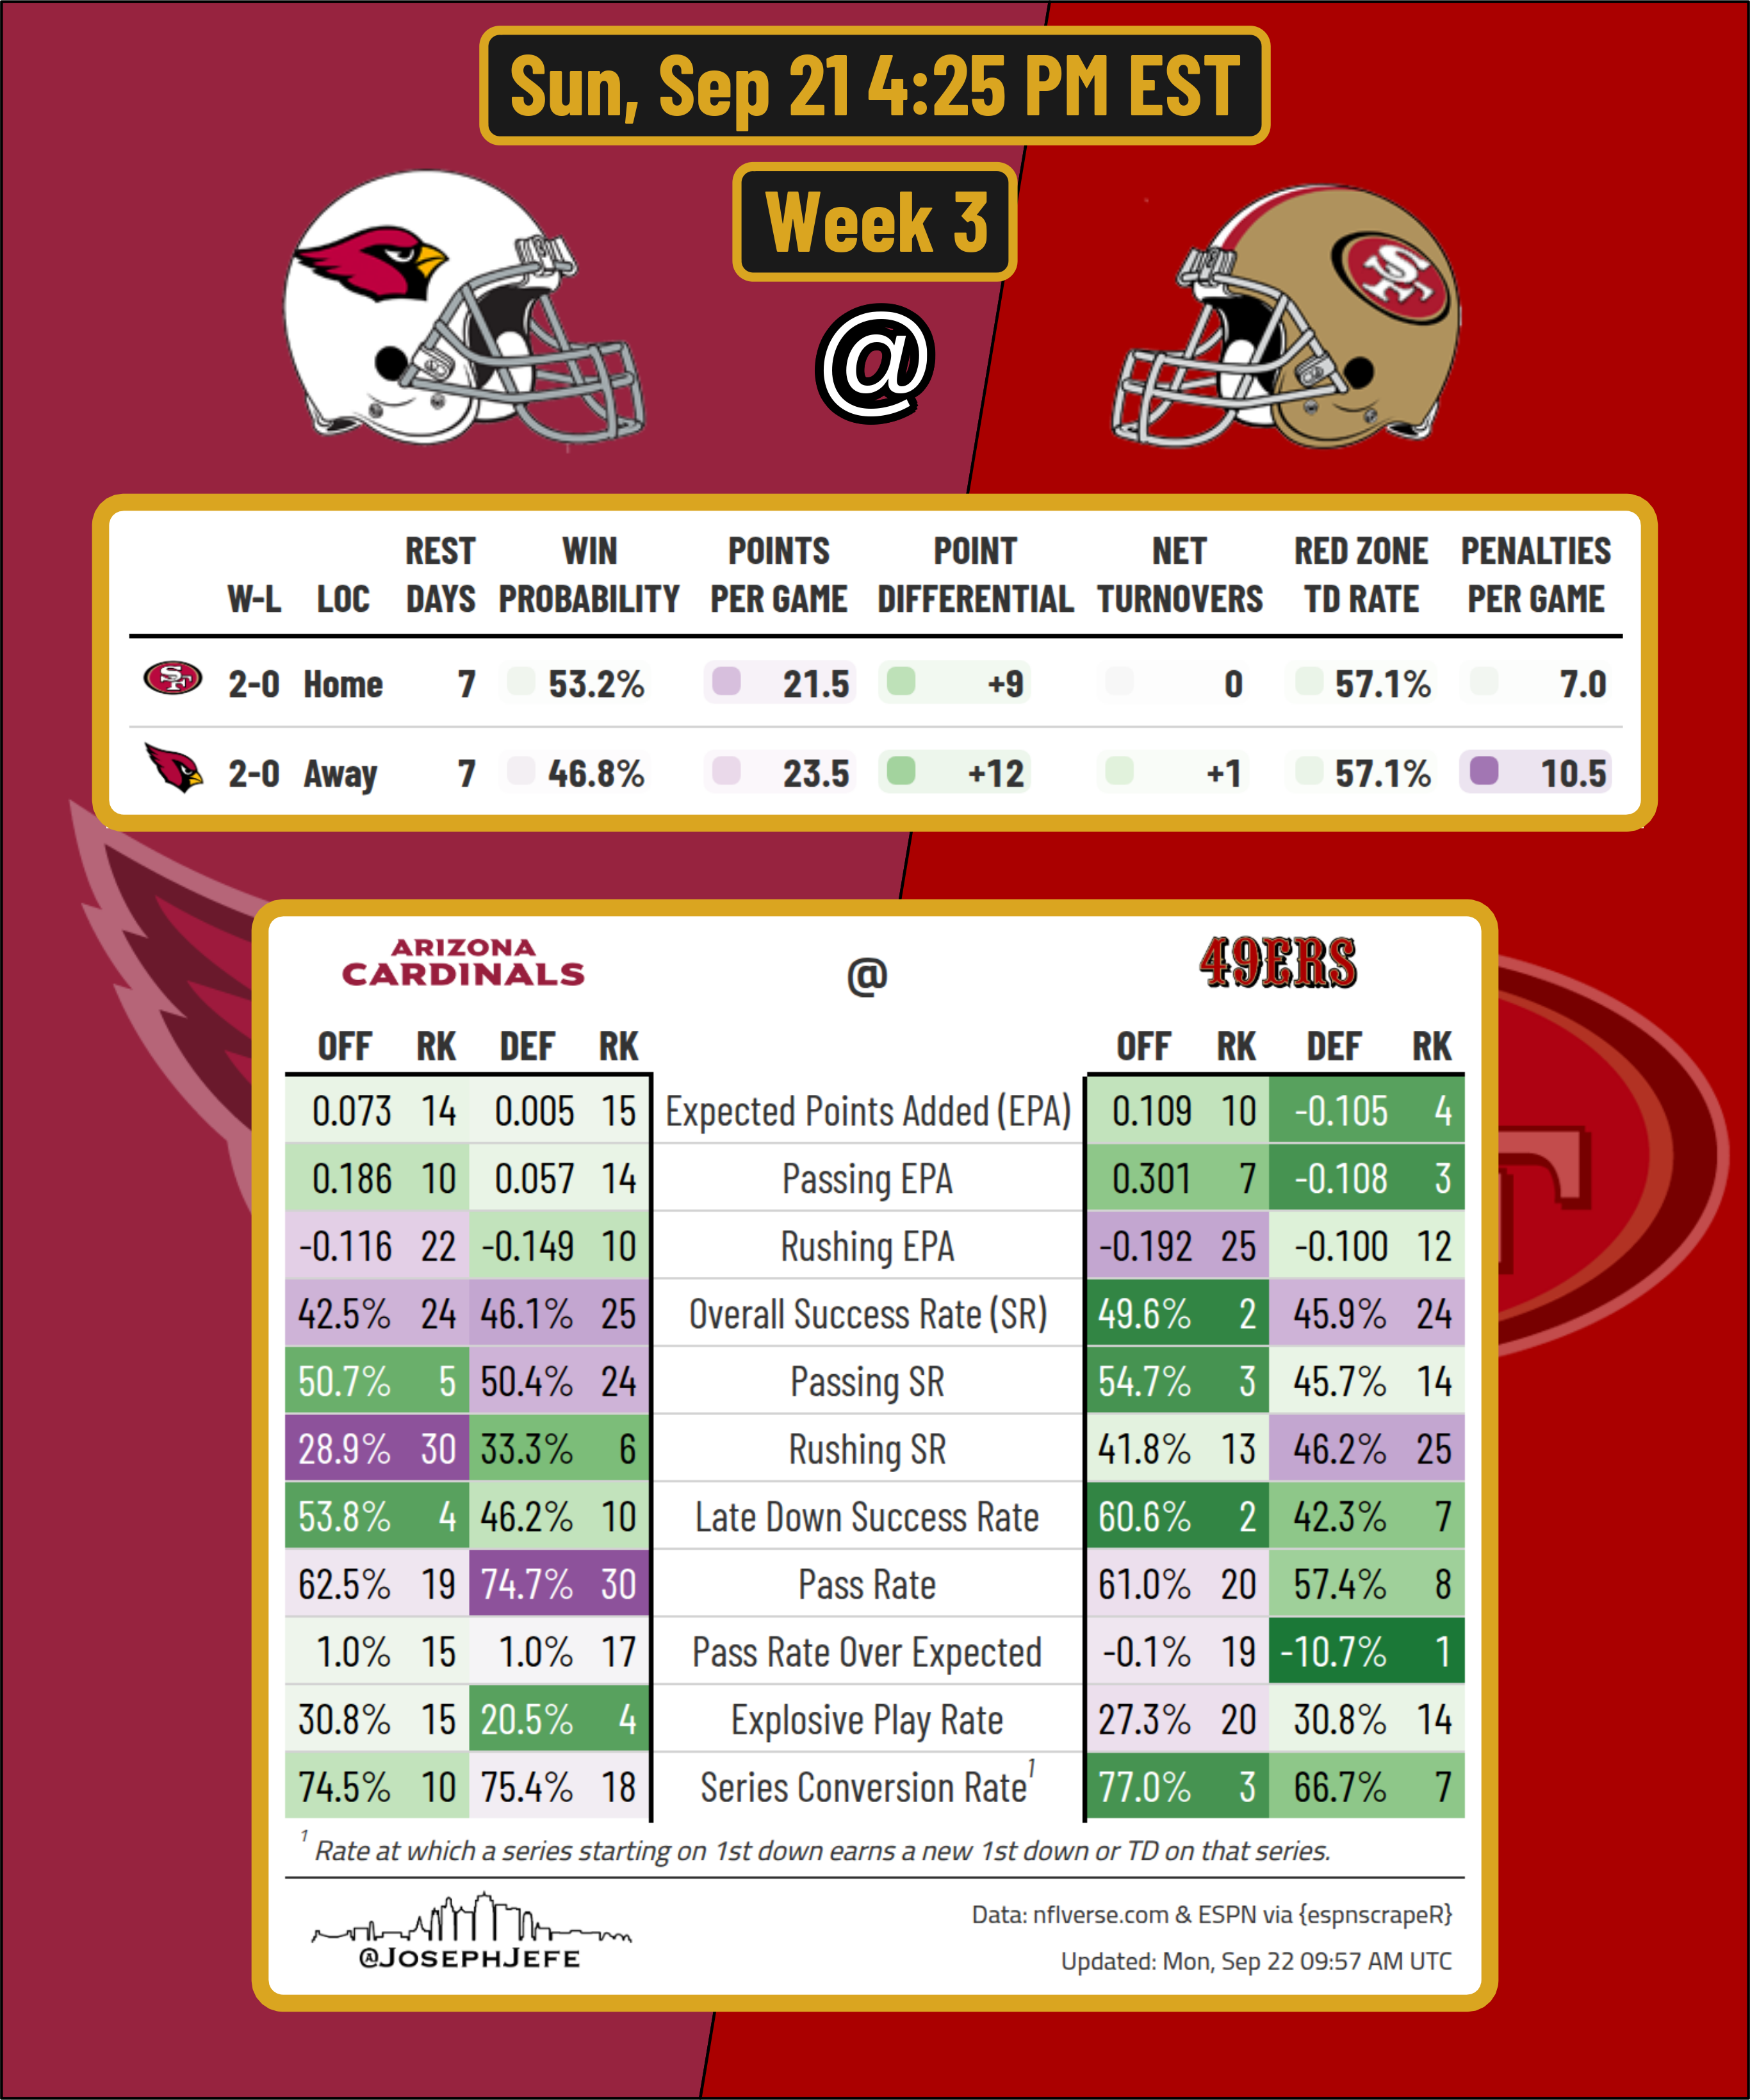 Sun, Sep 21 4:25 PM EST
Week 3
@
SF
REST WIN POINTS POINT NET RED ZONE PENALTIES
W-L LOC DAYS PROBABILITY PER GAME DIFFERENTIAL TURNOVERS TD RATE PER GAME
SF 2-0 Home 7 53.2% 21.5 +9 0 57.1% 7.0
2-0 Away 7 46.8% 23.5 +12 +1 57.1% 10.5
ARIZONA
CARDINALS @ 49ERS
OFF RK DEF RK OFF RK DEF RK
0.073 14 0.005 15 Expected Points Added (EPA) 0.109 10 -0.105 4
0.186 10 0.057 14 Passing EPA 0.301 7 -0.108 3
-0.116 22 -0.149 10 Rushing EPA -0.192 25 -0.100 12
42.5% 24 46.1% 25 Overall Success Rate (SR) 49.6% 2 45.9% 24
50.7% 5 50.4% 24 Passing SR 54.7% 3 45.7% 14
28.9% 30 33.3% 6 Rushing SR 41.8% 13 46.2% 25
53.8% 4 46.2% 10 Late Down Success Rate 60.6% 2 42.3% 7
62.5% 19 74.7% 30 Pass Rate 61.0% 20 57.4% 8
1.0% 15 1.0% 17 Pass Rate Over Expected -0.1% 19 -10.7% 1
30.8% 15 20.5% 4 Explosive Play Rate 27.3% 20 30.8% 14
74.5% 10 75.4% 18 Series Conversion Rate1 77.0% 3 66.7% 7
1 Rate at which a series starting on 1st down earns a new 1st down or TD on that series.
@JOSEPHJEFE
Data: nflverse.com & ESPN via {espnscrapeR}
Updated: Mon, Sep 22 09:57 AM UTC